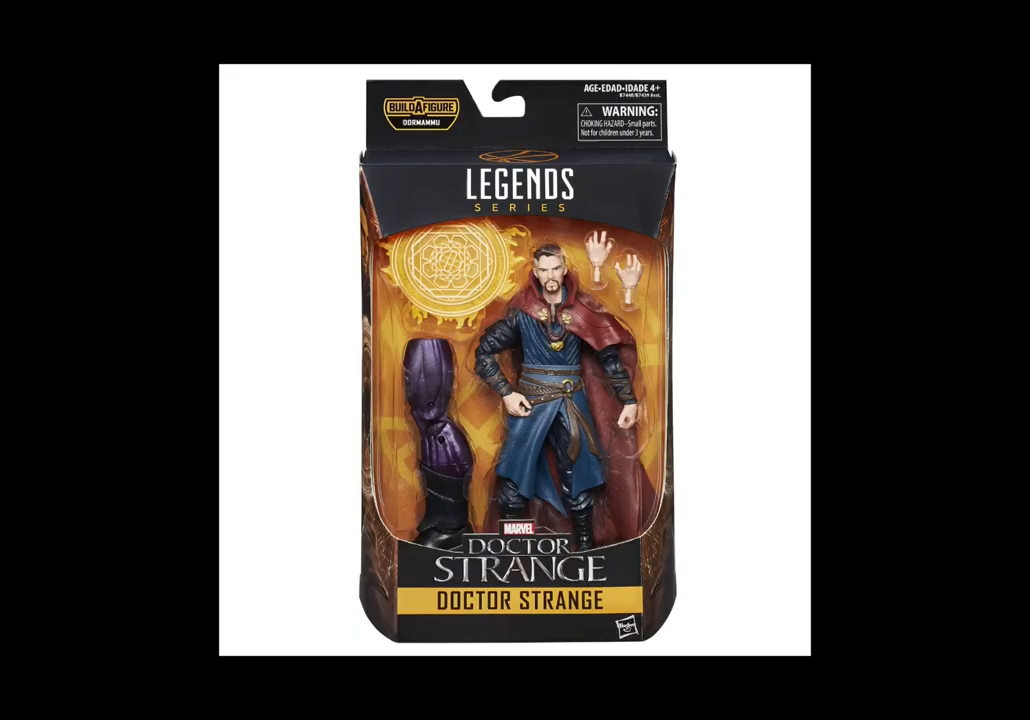 BUILD A FIGURE
DORMAMMU
AGE•EDAD•IDADE 4+
B7440/B7439 Asst.
WARNING:
CHOKING HAZARD–Small parts.
Not for children under 3 years.
LEGENDS
SERIES
MARVEL
DOCTOR
STRANGE
DOCTOR STRANGE
Hasbro